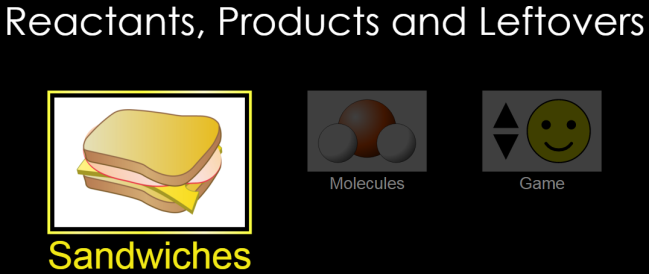 Reactants, Products and Leftovers
Sandwiches
Molecules
Game